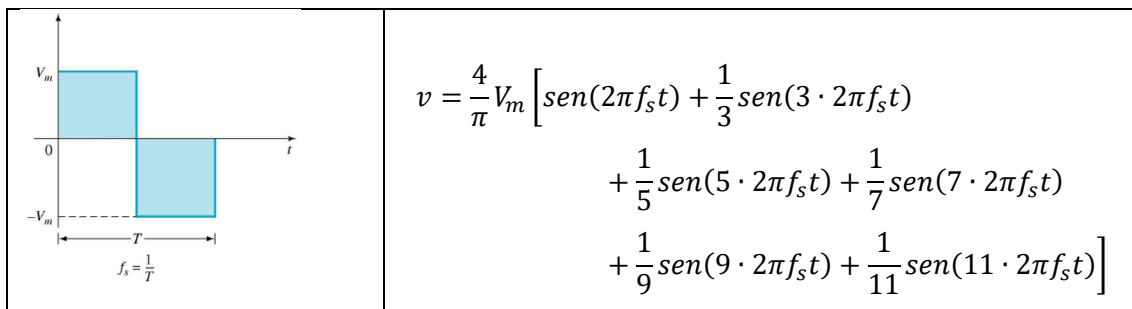 V_m
0
t
−V_m
T
f_s = 1/T
v = 4/π V_m [sen(2πf_s t) + 1/3 sen(3 · 2πf_s t)
+ 1/5 sen(5 · 2πf_s t) + 1/7 sen(7 · 2πf_s t)
+ 1/9 sen(9 · 2πf_s t) + 1/11 sen(11 · 2πf_s t)]